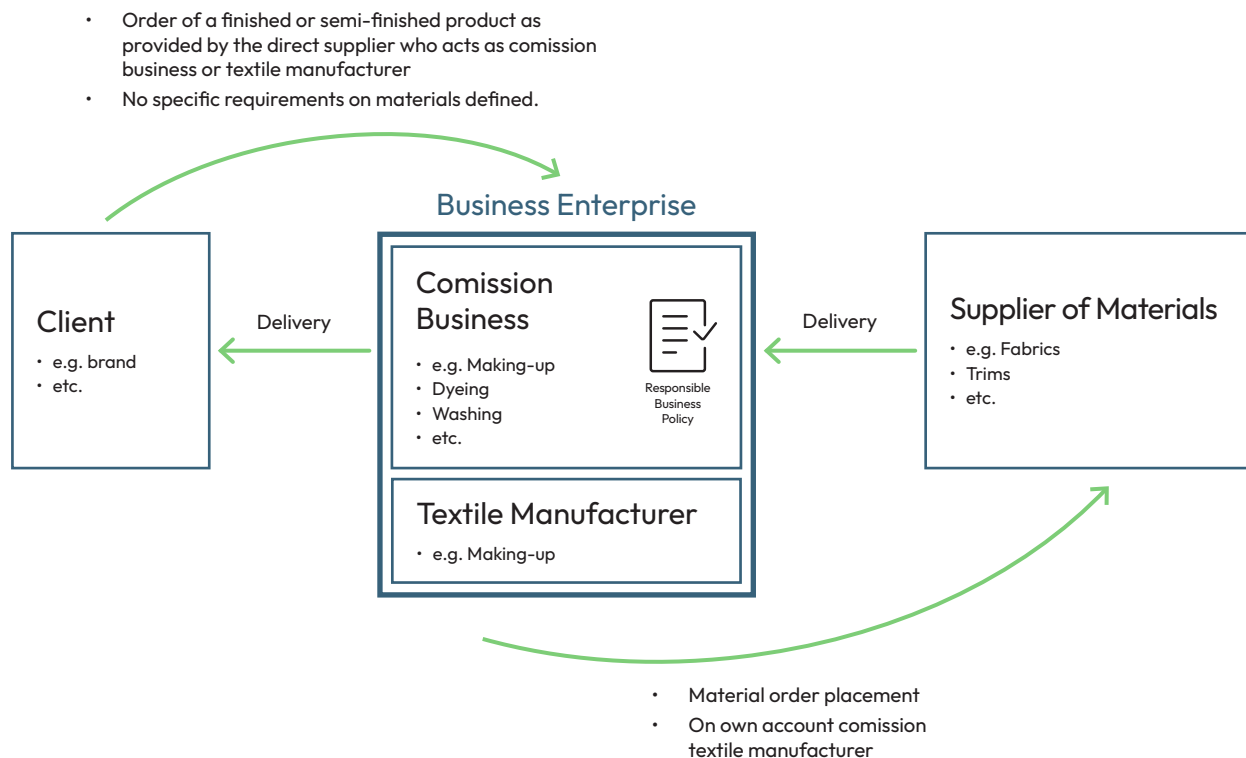 • Order of a finished or semi-finished product as
provided by the direct supplier who acts as comission
business or textile manufacturer
• No specific requirements on materials defined.
Business Enterprise
Client
• e.g. brand
• etc.
Delivery
Comission
Business
• e.g. Making-up
• Dyeing
• Washing
• etc.
Responsible
Business
Policy
Textile Manufacturer
• e.g. Making-up
Delivery
Supplier of Materials
• e.g. Fabrics
• Trims
• etc.
• Material order placement
• On own account comission
textile manufacturer